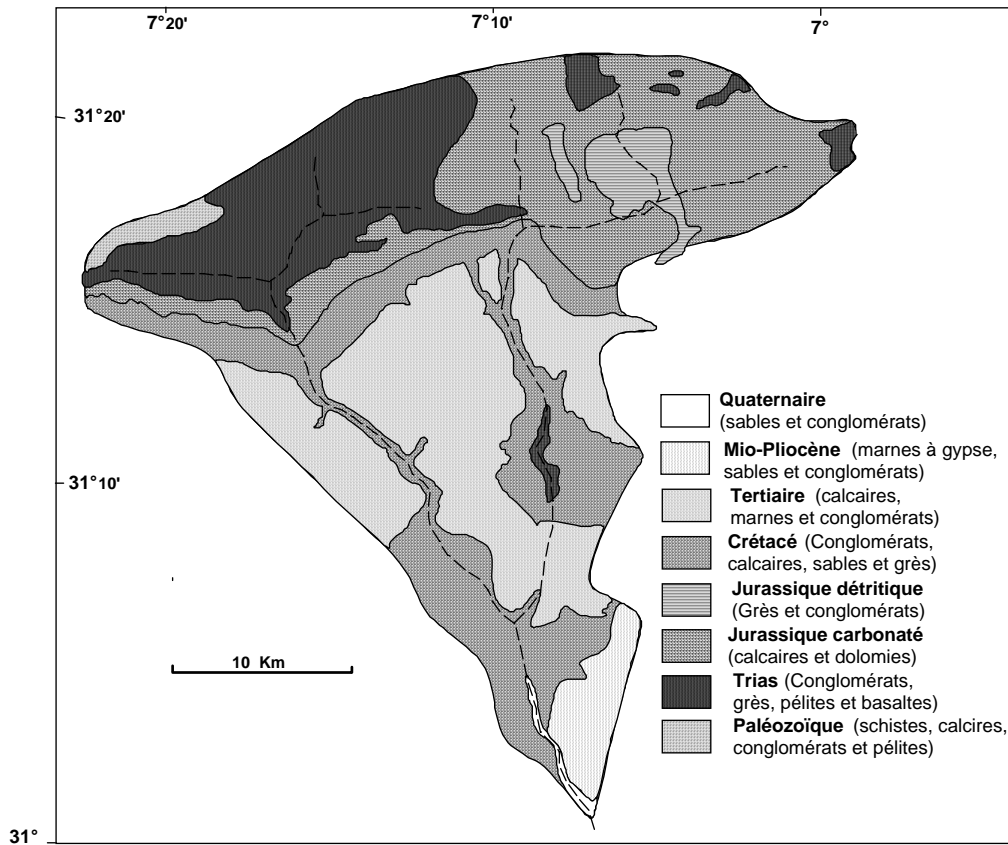 7°20' 7°10' 7°
31°20'
31°10'
31°
10 Km
Quaternaire
(sables et conglomérats)
Mio-Pliocène (marnes à gypse,
sables et conglomérats)
Tertiaire (calcaires,
marnes et conglomérats)
Crétacé (Conglomérats,
calcaires, sables et grès)
Jurassique détritique
(Grès et conglomérats)
Jurassique carbonaté
(calcaires et dolomies)
Trias (Conglomérats,
grès, pélites et basaltes)
Paléozoïque (schistes, calcires,
conglomérats et pélites)